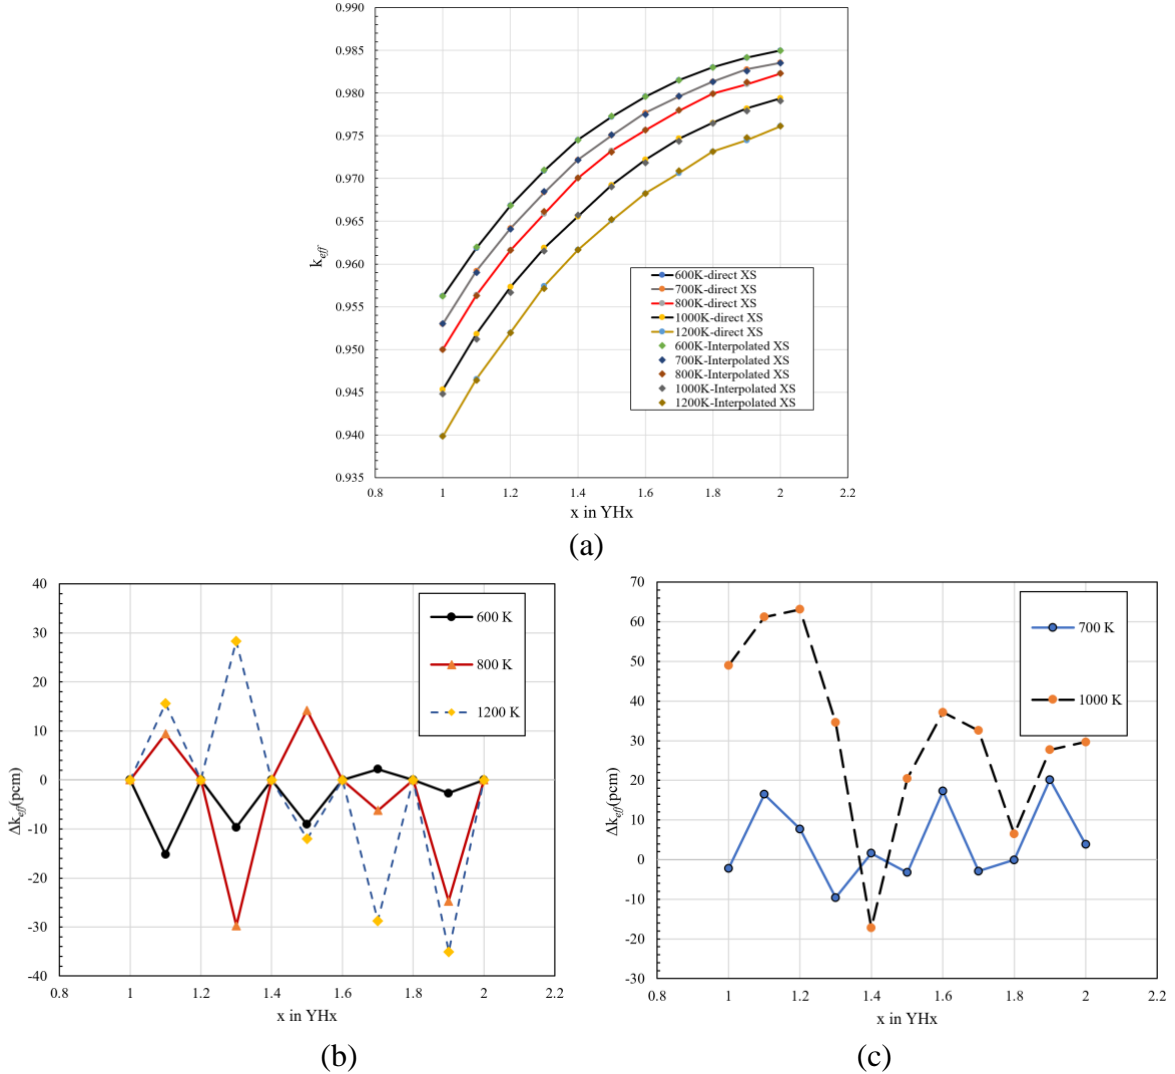 0.990
0.985
0.980
0.975
0.970
0.965
0.960
0.955
0.950
0.945
0.940
0.935
k_eff
0.8 1 1.2 1.4 1.6 1.8 2 2.2
x in YHx
600K-direct XS
700K-direct XS
800K-direct XS
1000K-direct XS
1200K-direct XS
600K-Interpolated XS
700K-Interpolated XS
800K-Interpolated XS
1000K-Interpolated XS
1200K-Interpolated XS
(a)
40
30
20
10
0
-10
-20
-30
-40
Δk_eff(pcm)
0.8 1 1.2 1.4 1.6 1.8 2 2.2
x in YHx
600 K
800 K
1200 K
(b)
70
60
50
40
30
20
10
0
-10
-20
-30
Δk_eff(pcm)
0.8 1 1.2 1.4 1.6 1.8 2 2.2
x in YHx
700 K
1000 K
(c)